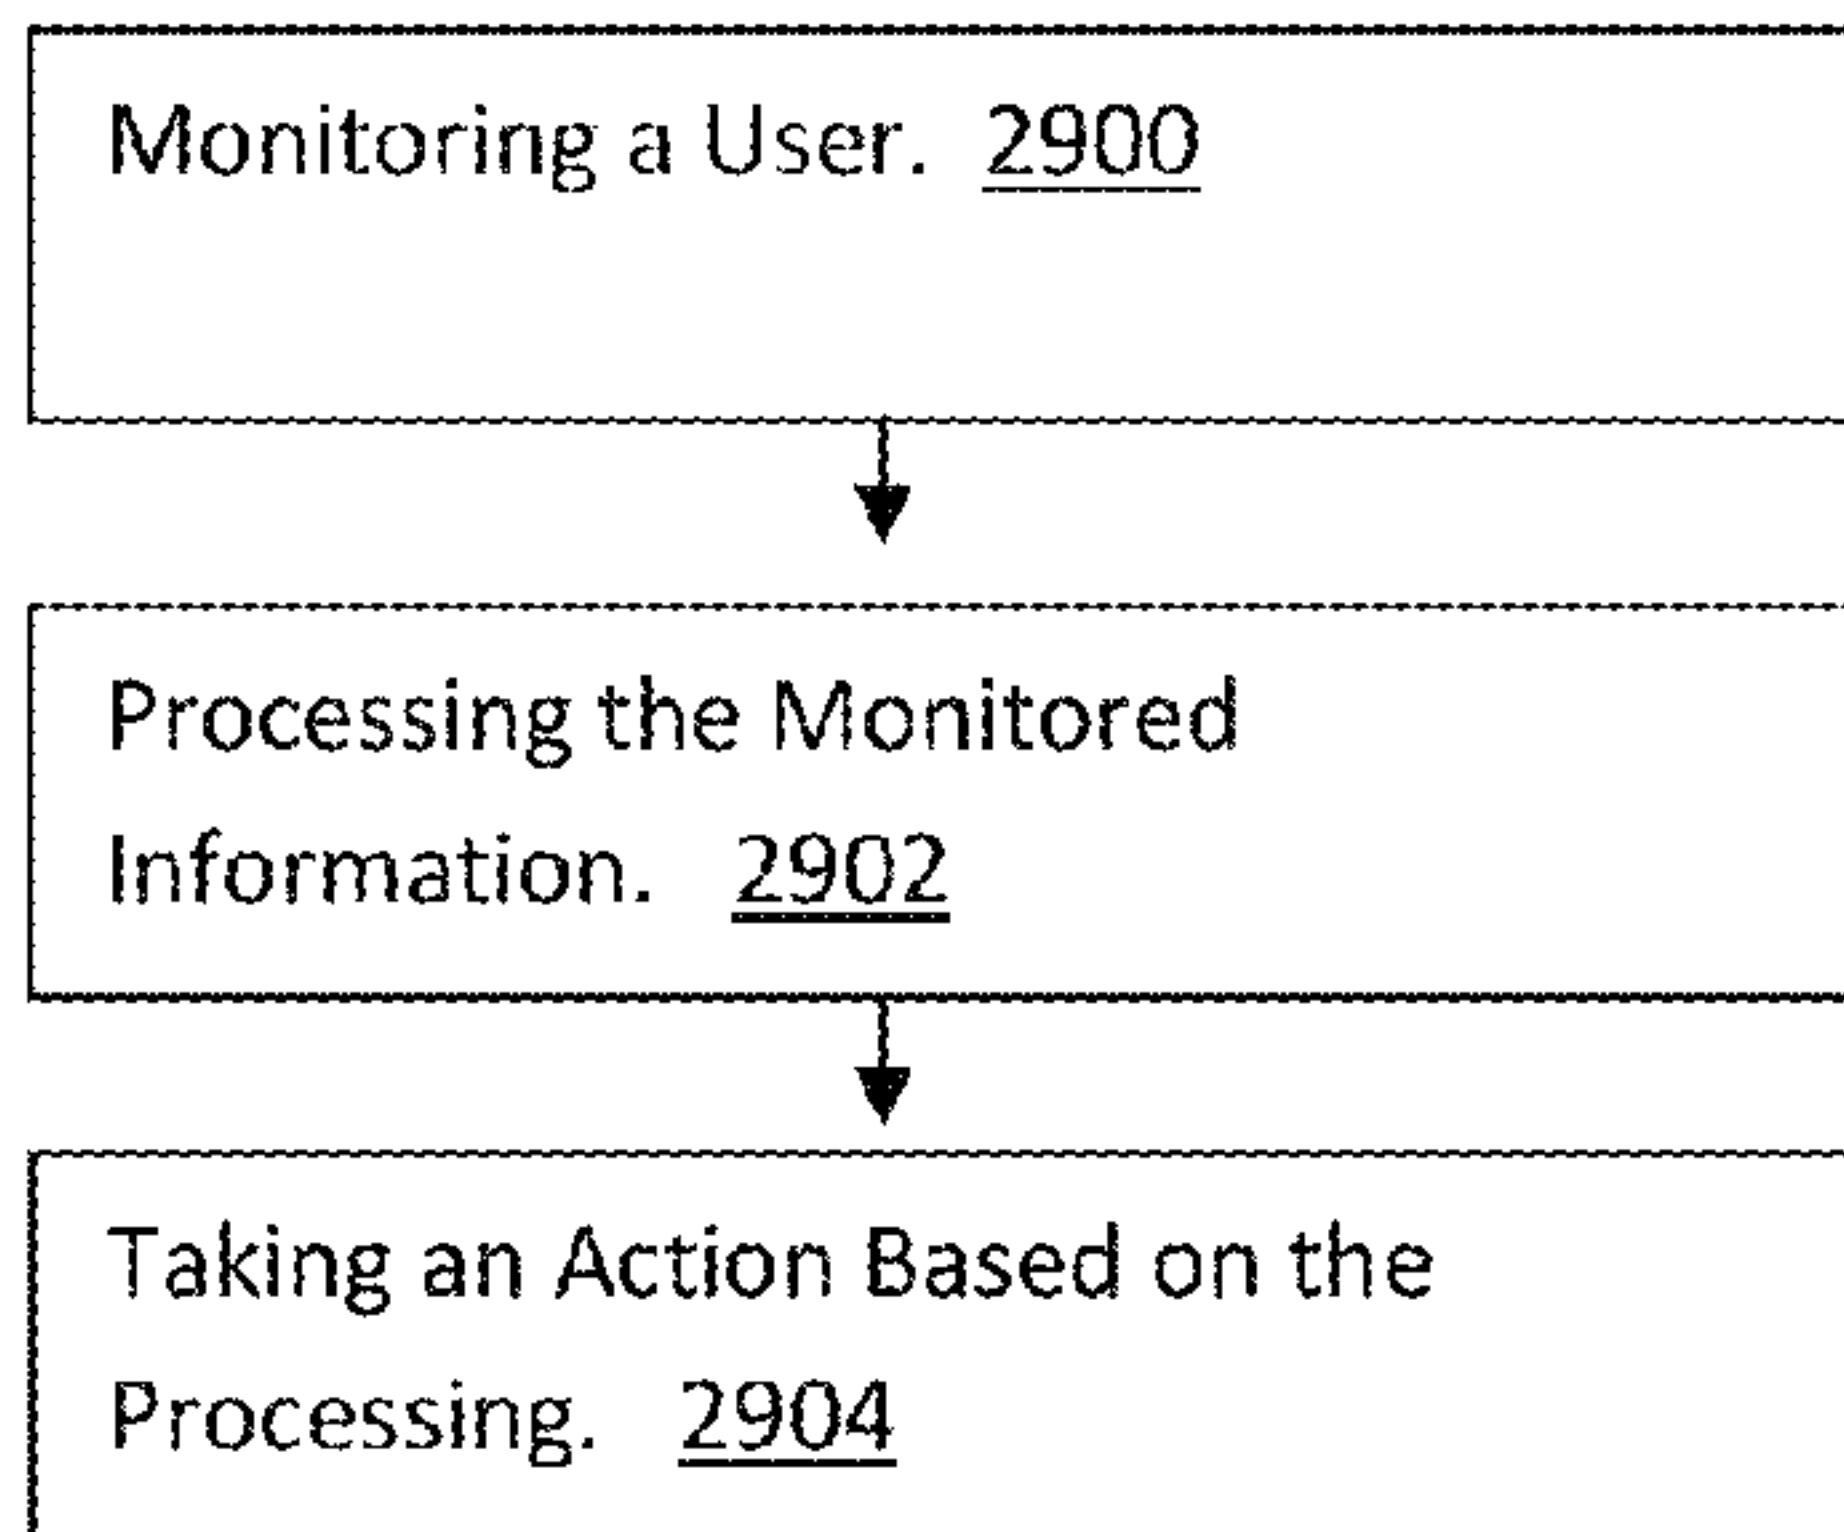 Monitoring a User. 2900
Processing the Monitored
Information. 2902
Taking an Action Based on the
Processing. 2904